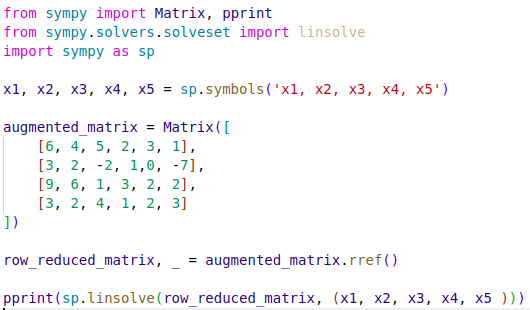 from sympy import Matrix, pprint
from sympy.solvers.solveset import linsolve
import sympy as sp
x1, x2, x3, x4, x5 = sp.symbols('x1, x2, x3, x4, x5')
augmented_matrix = Matrix([
[6, 4, 5, 2, 3, 1],
[3, 2, -2, 1,0, -7],
[9, 6, 1, 3, 2, 2],
[3, 2, 4, 1, 2, 3]
])
row_reduced_matrix, _ = augmented_matrix.rref()
pprint(sp.linsolve(row_reduced_matrix, (x1, x2, x3, x4, x5 )))